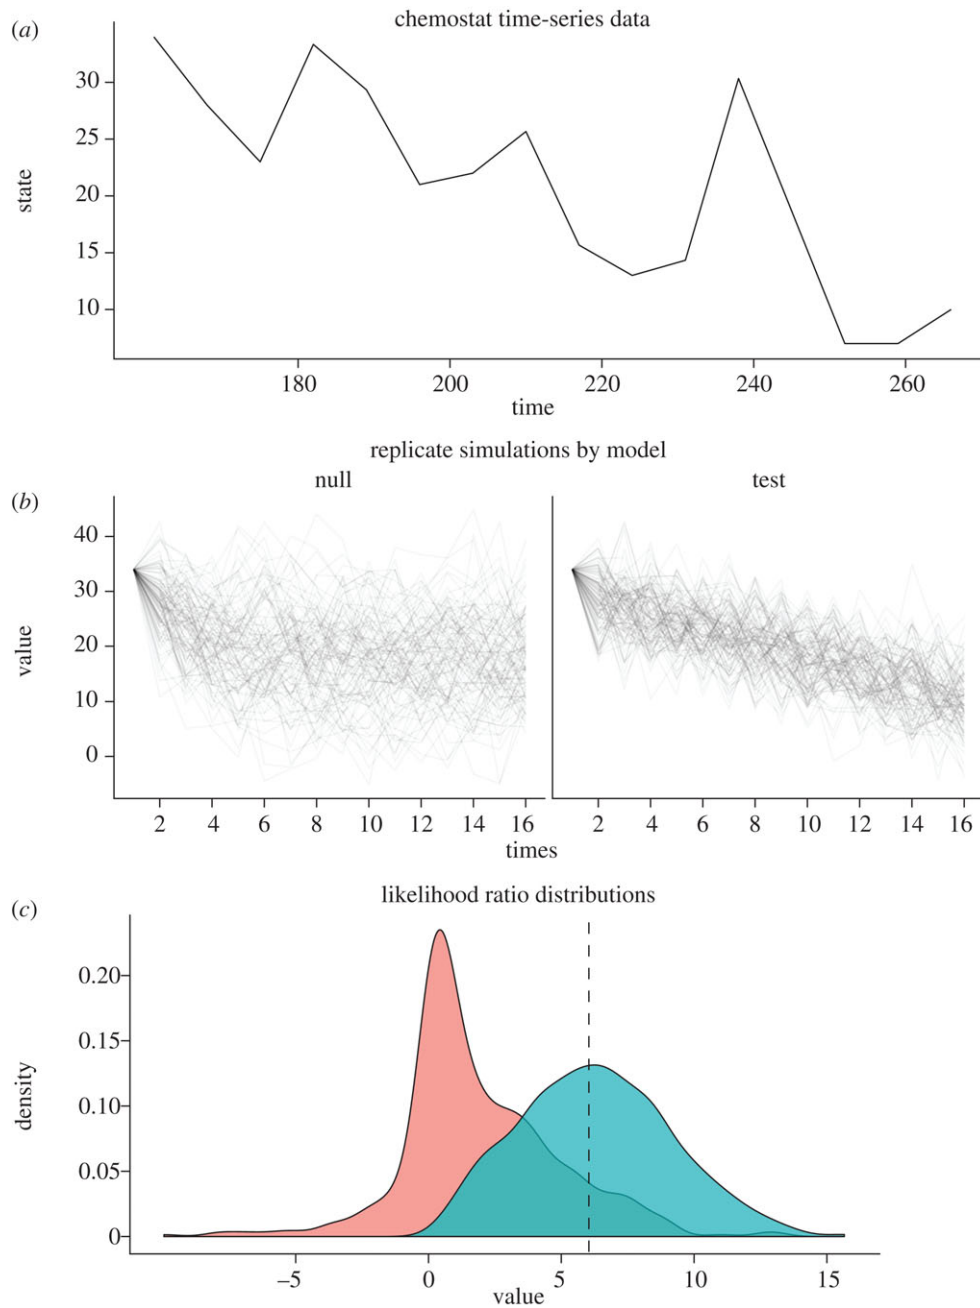 (a)
chemostat time-series data
30
25
20
15
10
state
180 200 220 240 260
time
replicate simulations by model
(b)
null test
40
30
20
10
0
value
2 4 6 8 10 12 14 16 2 4 6 8 10 12 14 16
times
likelihood ratio distributions
(c)
0.20
0.15
0.10
0.05
0
density
–5 0 5 10 15
value